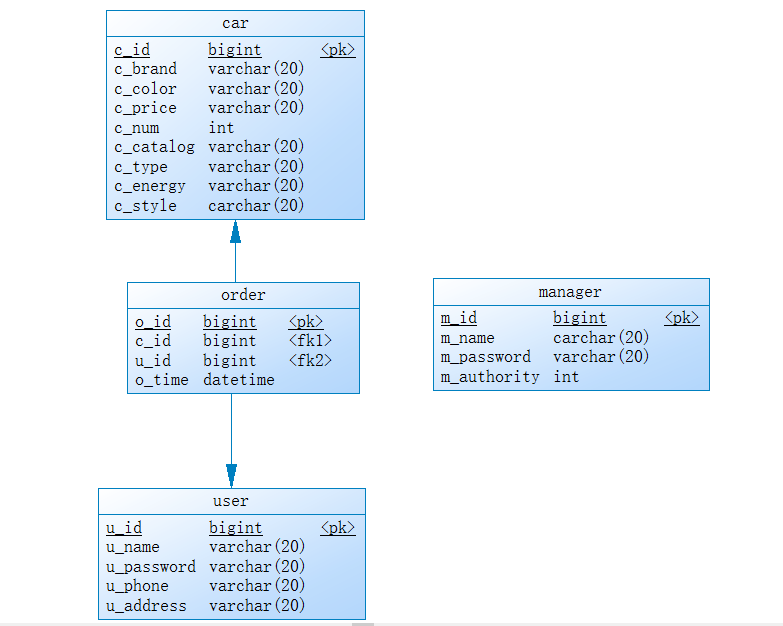 car
c_id bigint <pk>
c_brand varchar(20)
c_color varchar(20)
c_price varchar(20)
c_num int
c_catalog varchar(20)
c_type varchar(20)
c_energy varchar(20)
c_style carchar(20)
order
o_id bigint <pk>
c_id bigint <fk1>
u_id bigint <fk2>
o_time datetime
manager
m_id bigint <pk>
m_name carchar(20)
m_password varchar(20)
m_authority int
user
u_id bigint <pk>
u_name varchar(20)
u_password varchar(20)
u_phone varchar(20)
u_address varchar(20)